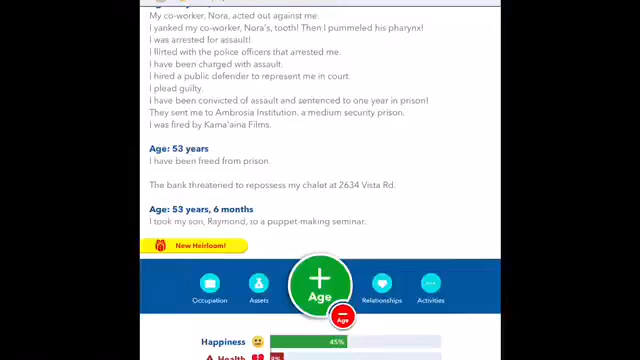 My co-worker, Nora, acted out against me.
I yanked my co-worker, Nora's, tooth! Then I pummeled his pharynx!
I was arrested for assault!
I flirted with the police officers that arrested me.
I have been charged with assault.
I hired a public defender to represent me in court.
I plead guilty.
I have been convicted of assault and sentenced to one year in prison!
They sent me to Ambrosia Institution, a medium security prison.
I was fired by Kama'aina Films.
Age: 53 years
I have been freed from prison.
The bank threatened to repossess my chalet at 2634 Vista Rd.
Age: 53 years, 6 months
I took my son, Raymond, to a puppet-making seminar.
New Heirloom!
Age
Occupation
Assets
Relationships
Activities
Age
Happiness
45%
Health